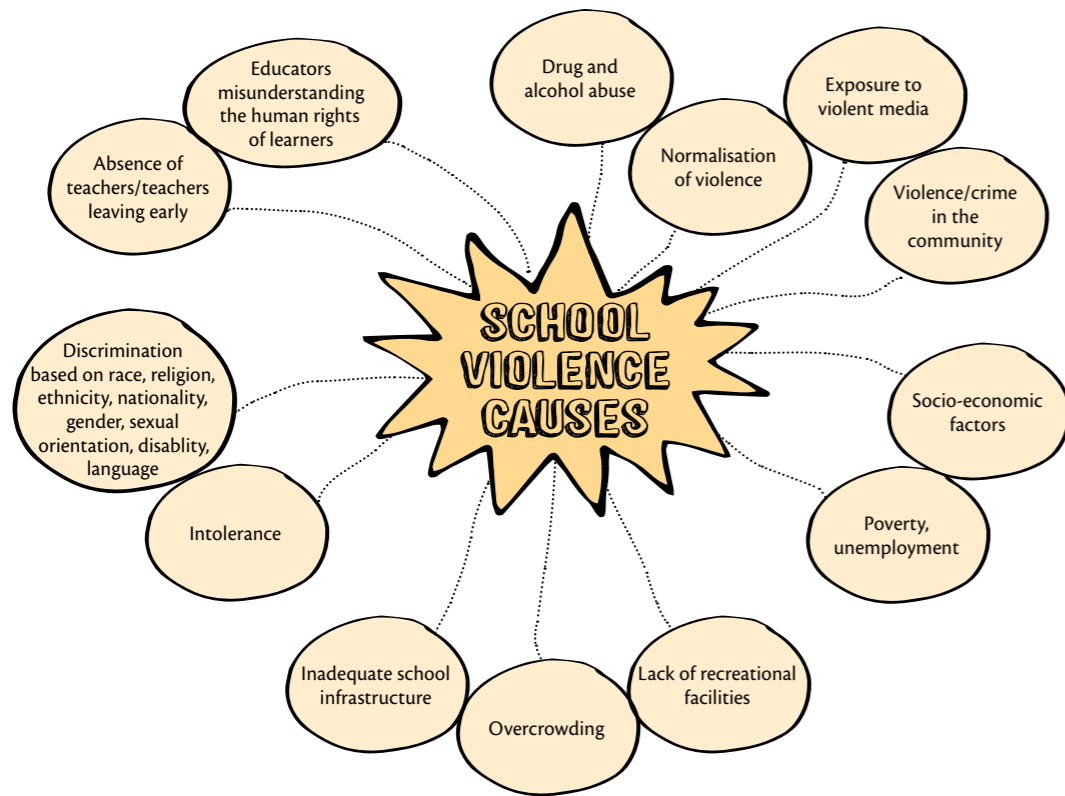 Educators
misunderstanding
the human rights
of learners
Absence of
teachers/teachers
leaving early
Drug and
alcohol abuse
Normalisation
of violence
Exposure to
violent media
Violence/crime
in the
community
SCHOOL
VIOLENCE
CAUSES
Discrimination
based on race, religion,
ethnicity, nationality,
gender, sexual
orientation, disablity,
language
Intolerance
Socio-economic
factors
Poverty,
unemployment
Inadequate school
infrastructure
Overcrowding
Lack of recreational
facilities